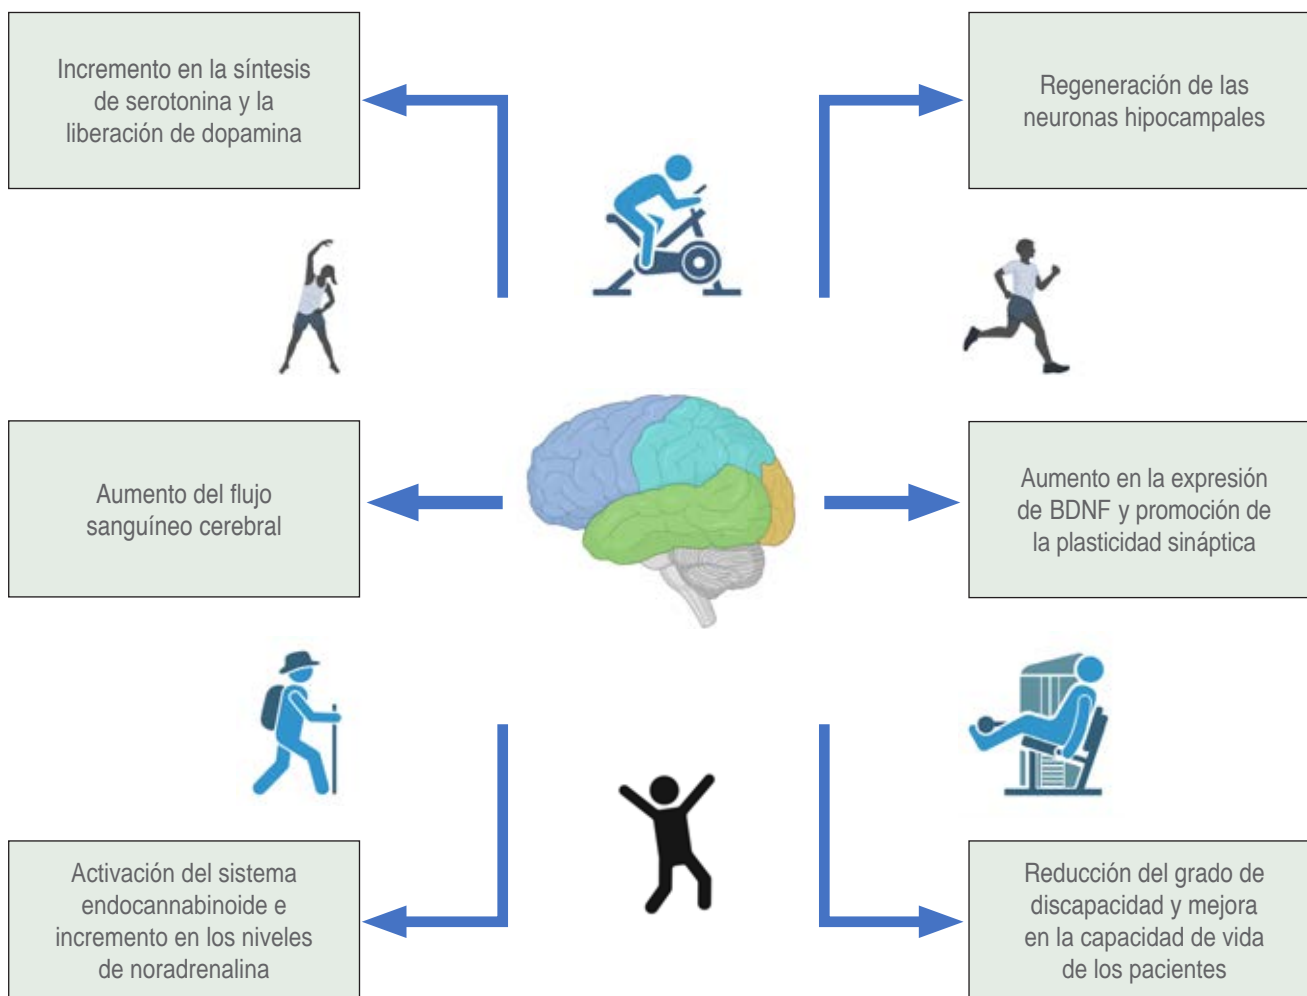 Incremento en la síntesis
de serotonina y la
liberación de dopamina
Regeneración de las
neuronas hipocampales
Aumento del flujo
sanguíneo cerebral
Aumento en la expresión
de BDNF y promoción de
la plasticidad sináptica
Activación del sistema
endocannabinoide e
incremento en los niveles
de noradrenalina
Reducción del grado de
discapacidad y mejora
en la capacidad de vida
de los pacientes